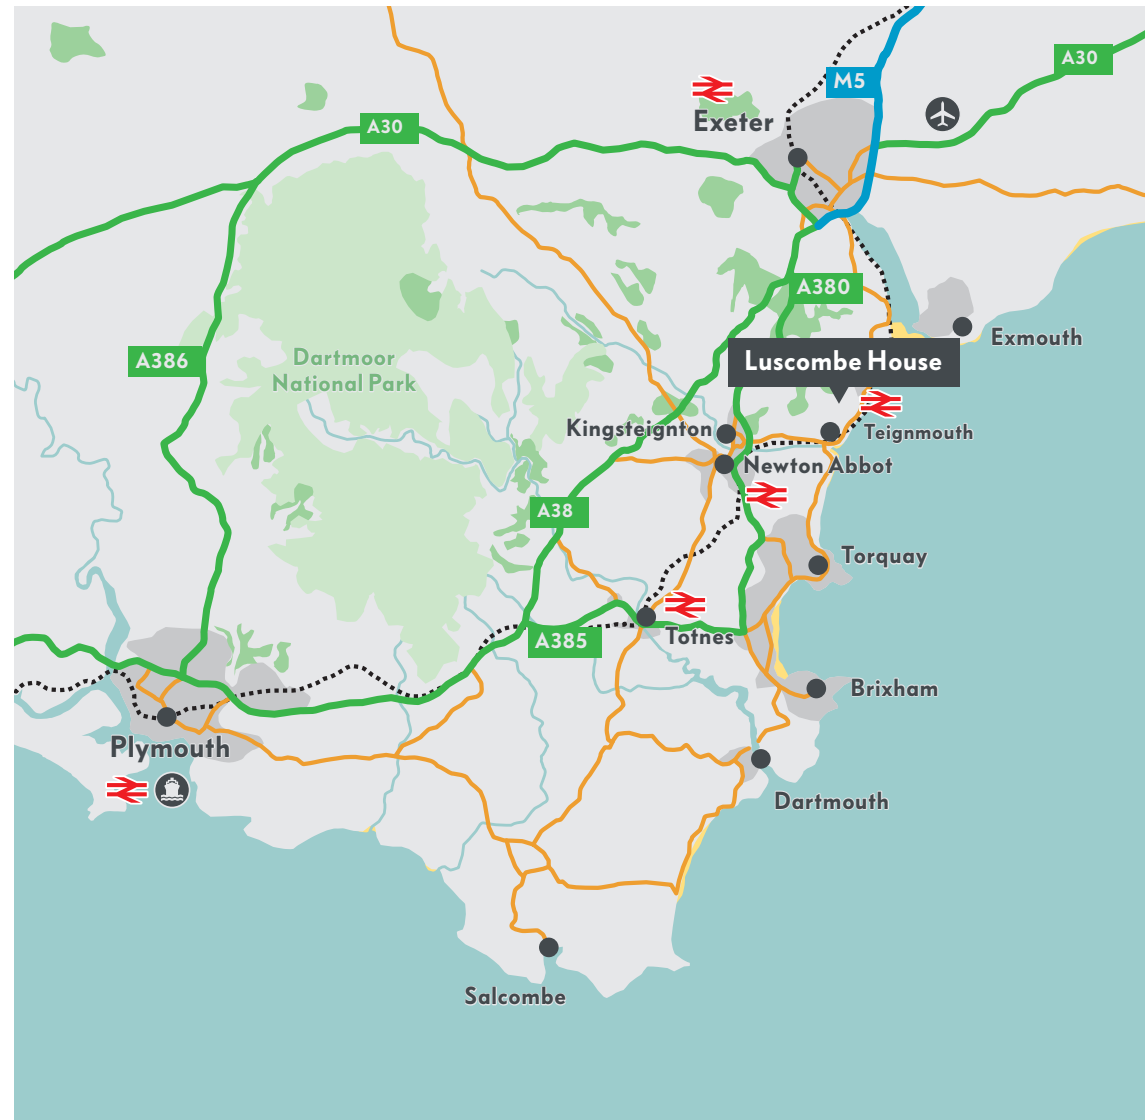 A30
M5
Exeter
A30
A380
Exmouth
Dartmoor
National Park
A386
Luscombe House
Kingsteignton
Teignmouth
Newton Abbot
A38
Torquay
A385
Totnes
Brixham
Plymouth
Dartmouth
Salcombe